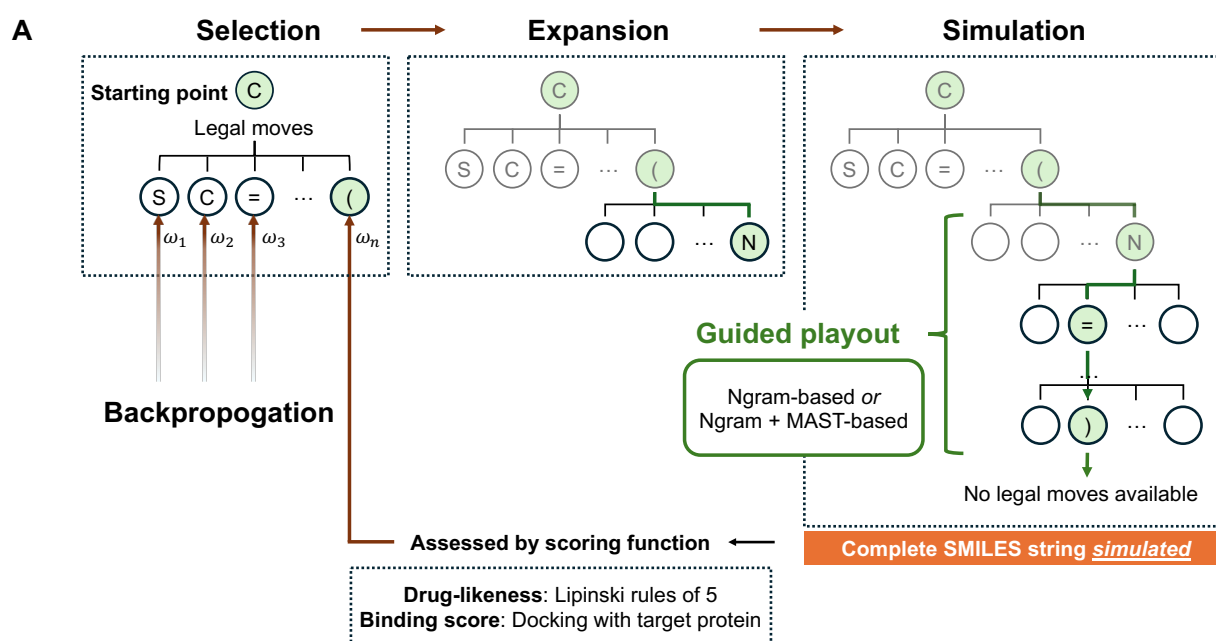 A
Selection
Expansion
Simulation
Starting point
C
Legal moves
S C = ... (
ω1 ω2 ω3 ωn
Backpropogation
C
S C = ... (
... N
C
S C = ... (
... N
= ...
...
) ...
No legal moves available
Guided playout
Ngram-based or
Ngram + MAST-based
Complete SMILES string simulated
Assessed by scoring function
Drug-likeness: Lipinski rules of 5
Binding score: Docking with target protein